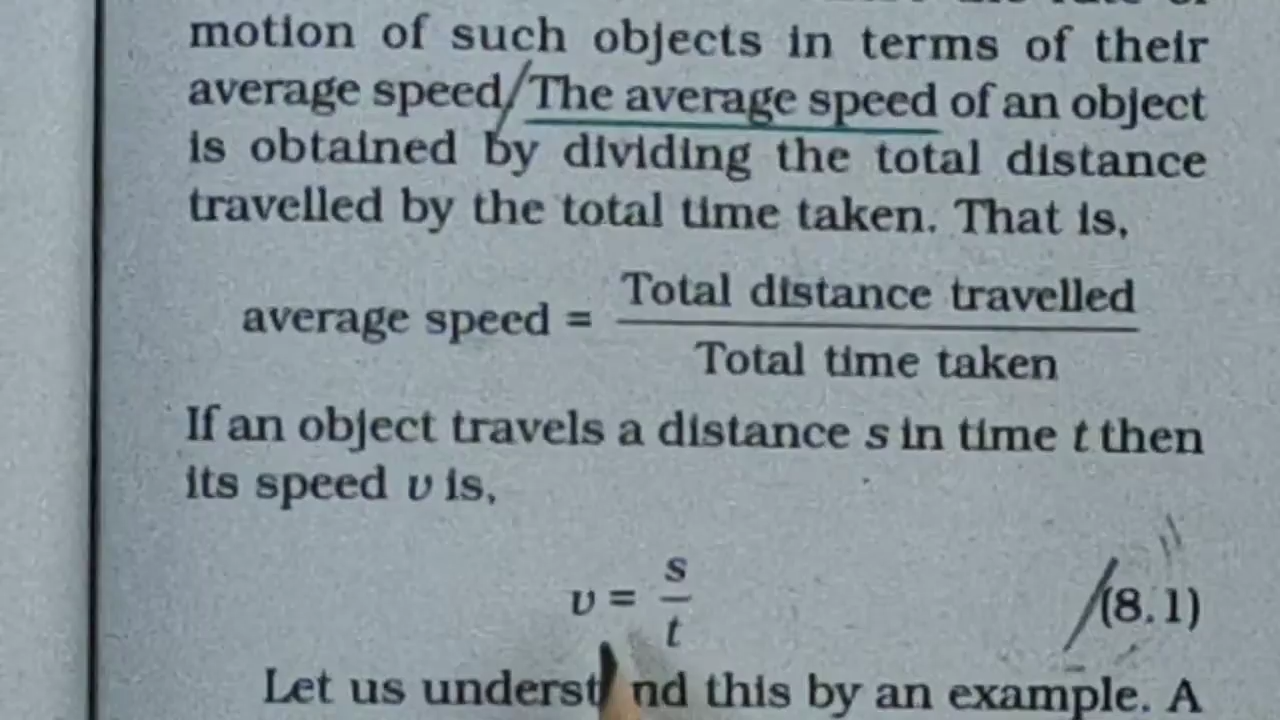 motion of such objects in terms of their
average speed/The average speed of an object
is obtained by dividing the total distance
travelled by the total time taken. That is,
average speed = Total distance travelled
Total time taken
If an object travels a distance s in time t then
its speed v is,
v = s
t
(8.1)
Let us underst nd this by an example. A